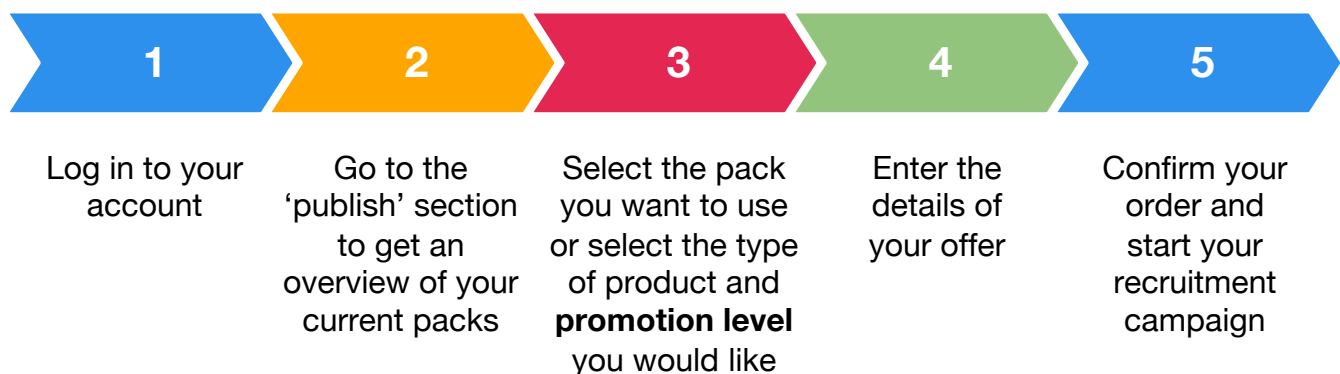 1
2
3
4
5
Log in to your
account
Go to the
‘publish’ section
to get an
overview of your
current packs
Select the pack
you want to use
or select the type
of product and
promotion level
you would like
Enter the
details of
your offer
Confirm your
order and
start your
recruitment
campaign